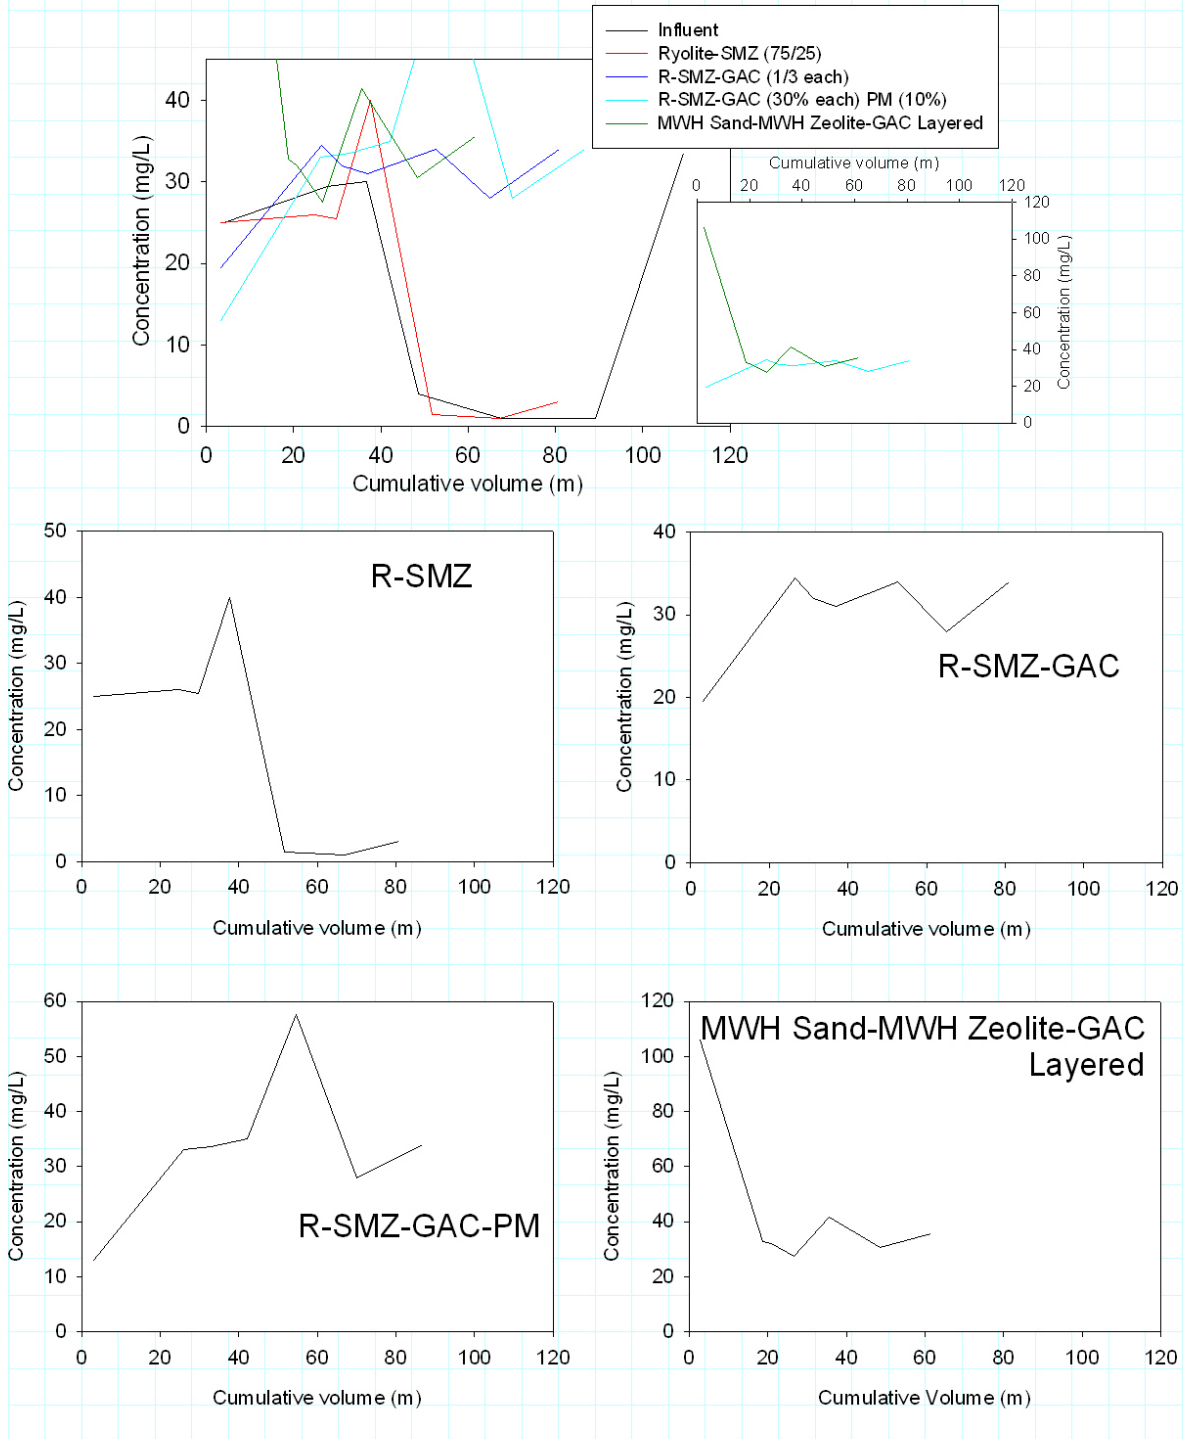 Influent
Ryolite-SMZ (75/25)
R-SMZ-GAC (1/3 each)
R-SMZ-GAC (30% each) PM (10%)
MWH Sand-MWH Zeolite-GAC Layered
Concentration (mg/L)
40
30
20
10
0
0 20 40 60 80 100 120
Cumulative volume (m)
Cumulative volume (m)
0 20 40 60 80 100 120
120
100
80
60
40
20
0
Concentration (mg/L)
R-SMZ
Concentration (mg/L)
50
40
30
20
10
0
0 20 40 60 80 100 120
Cumulative volume (m)
R-SMZ-GAC
Concentration (mg/L)
40
30
20
10
0
0 20 40 60 80 100 120
Cumulative volume (m)
R-SMZ-GAC-PM
Concentration (mg/L)
60
50
40
30
20
10
0
0 20 40 60 80 100 120
Cumulative volume (m)
MWH Sand-MWH Zeolite-GAC
Layered
Concentration (mg/L)
120
100
80
60
40
20
0
0 20 40 60 80 100 120
Cumulative Volume (m)